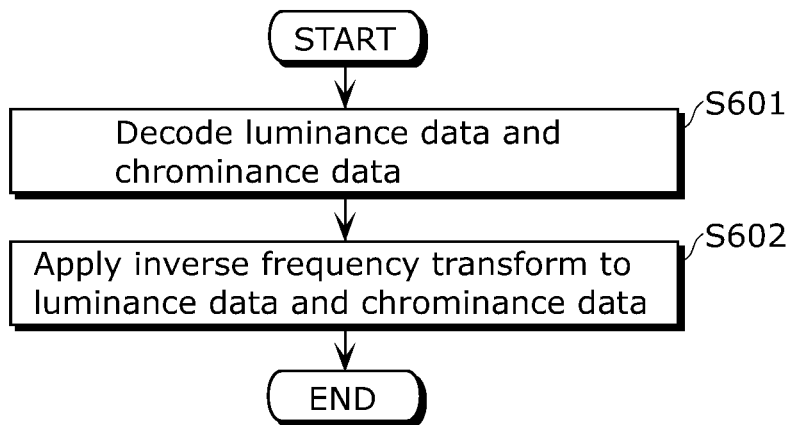 START
S601
Decode luminance data and
chrominance data
S602
Apply inverse frequency transform to
luminance data and chrominance data
END